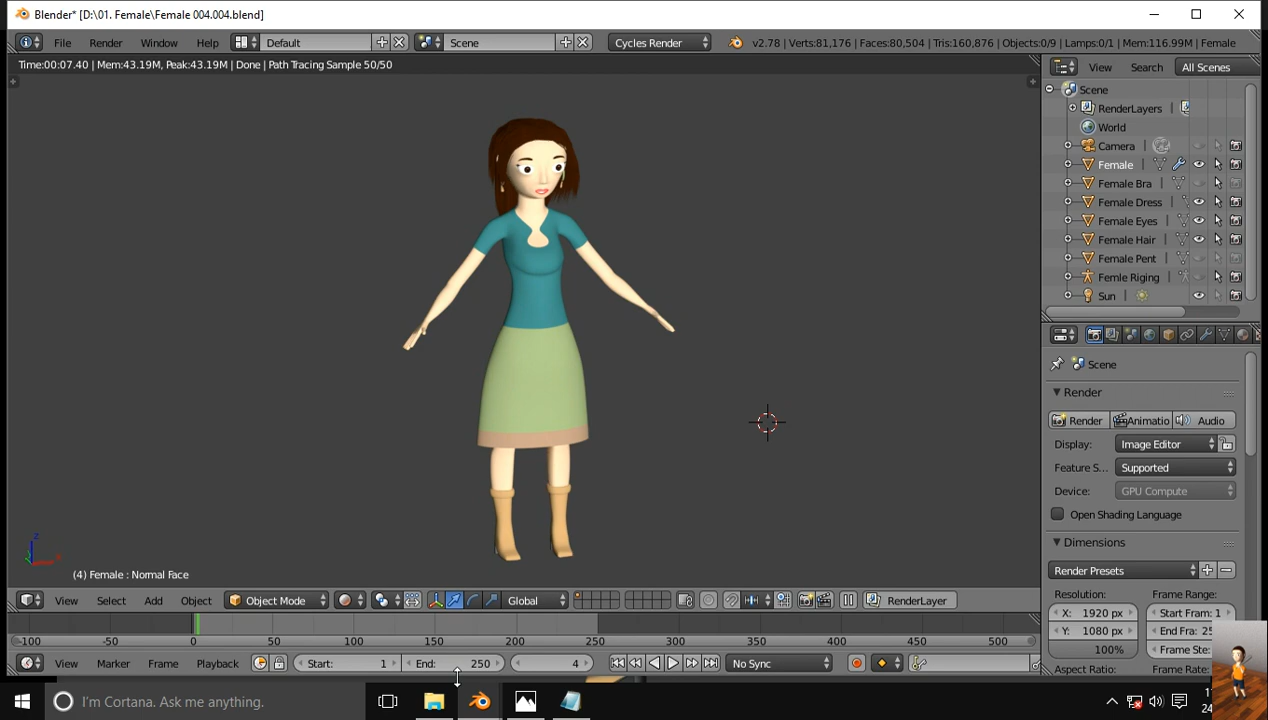 Blender* [D:\01. Female\Female 004.004.blend]
File Render Window Help Default Scene Cycles Render v2.78 | Verts:81,176 | Faces:80,504 | Tris:160,876 | Objects:0/9 | Lamps:0/1 | Mem:116.99M | Female
Time:00:07.40 | Mem:43.19M, Peak:43.19M | Done | Path Tracing Sample 50/50
View Search All Scenes
Scene
RenderLayers
World
Camera
Female
Female Bra
Female Dress
Female Eyes
Female Hair
Female Pent
Femle Riging
Sun
Scene
Render
Render Animatio Audio
Display: Image Editor
Feature S... Supported
Device: GPU Compute
Open Shading Language
Dimensions
Render Presets
Resolution: Frame Range:
X: 1920 px Start Fram: 1
Y: 1080 px End Fra: 25
100% Frame Ste:
Aspect Ratio: Frame Rate:
(4) Female : Normal Face
View Select Add Object Object Mode Global RenderLayer
-100 -50 0 50 100 150 200 250 300 350 400 450 500
View Marker Frame Playback Start: 1 End: 250 4 No Sync
I'm Cortana. Ask me anything.